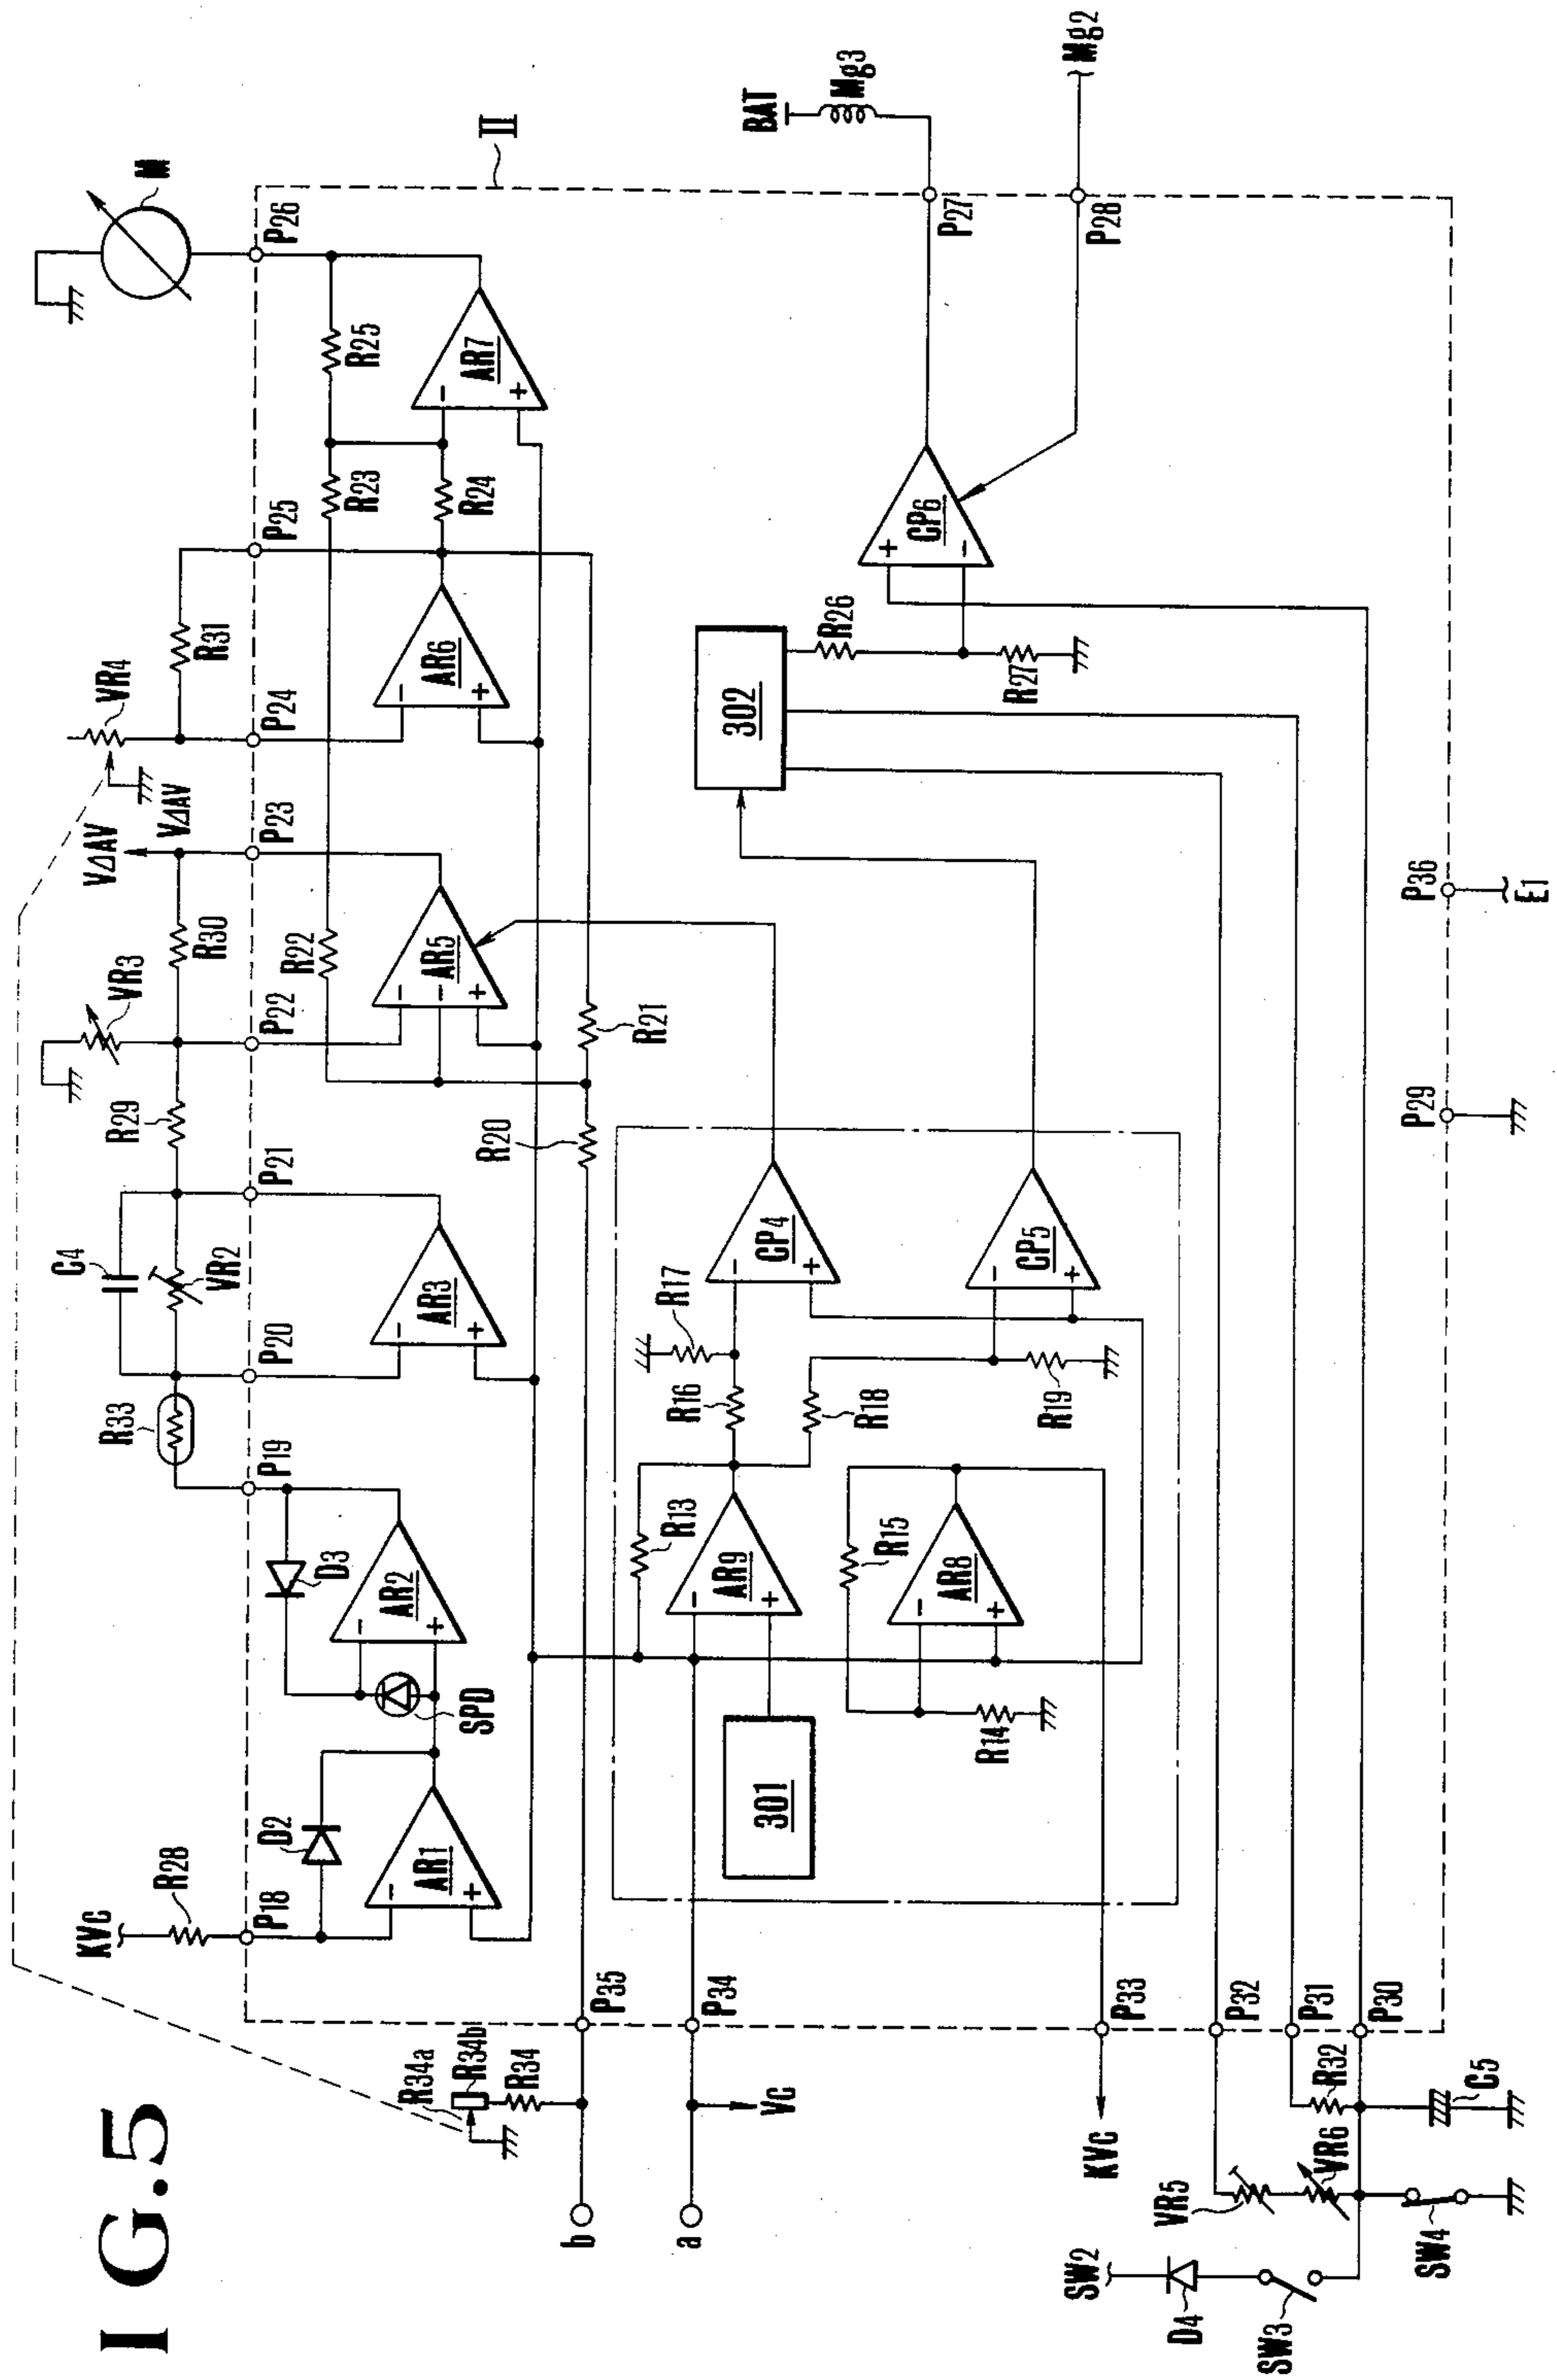 I G.5
M
P26
II
BAT
Mg3
Mg2
P27
P28
R25
AR7
-
+
R23
R24
P25
R31
VR4
P24
AR6
-
+
CP6
+
-
R26
R27
302
VΔAV
VΔAV
P23
R30
VR3
P22
R22
AR5
-
-
+
R21
R20
P36
E1
P29
R29
P21
C4
VR2
P20
AR3
-
+
R33
P19
D3
AR2
-
+
SPD
CP4
-
+
CP5
-
+
R17
R16
R18
R19
R13
AR9
-
+
R15
AR8
-
+
R14
301
KVC
R28
P18
D2
AR1
-
+
R34a
R34b
R34
P35
P34
b
a
VC
KVC
P33
P32
P31
P30
R32
C5
VR5
VR6
SW2
D4
SW3
SW4